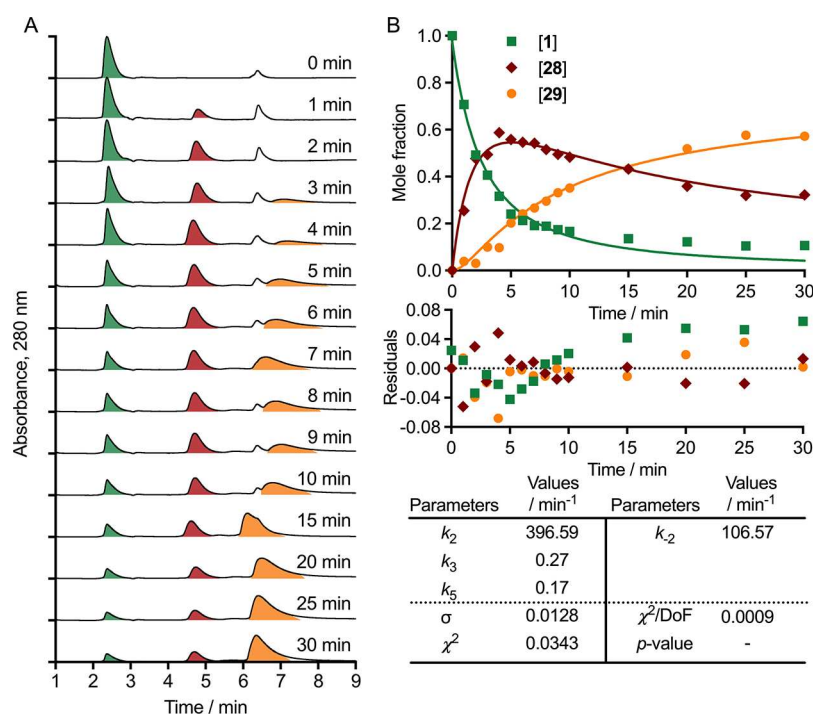 A
0 min
1 min
2 min
3 min
4 min
5 min
6 min
7 min
8 min
9 min
10 min
15 min
20 min
25 min
30 min
Absorbance, 280 nm
1 2 3 4 5 6 7 8 9
Time / min
B
[1]
[28]
[29]
Mole fraction
1.0
0.8
0.6
0.4
0.2
0.0
0 5 10 15 20 25 30
Time / min
Residuals
0.08
0.04
0.00
-0.04
-0.08
0 5 10 15 20 25 30
Time / min
Parameters Values / min⁻¹ Parameters Values / min⁻¹
k₂ 396.59 k₋₂ 106.57
k₃ 0.27
k₅ 0.17
σ 0.0128 χ²/DoF 0.0009
χ² 0.0343 p-value -